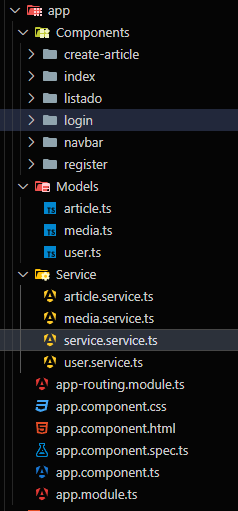 app
Components
create-article
index
listado
login
navbar
register
Models
article.ts
media.ts
user.ts
Service
article.service.ts
media.service.ts
service.service.ts
user.service.ts
app-routing.module.ts
app.component.css
app.component.html
app.component.spec.ts
app.component.ts
app.module.ts